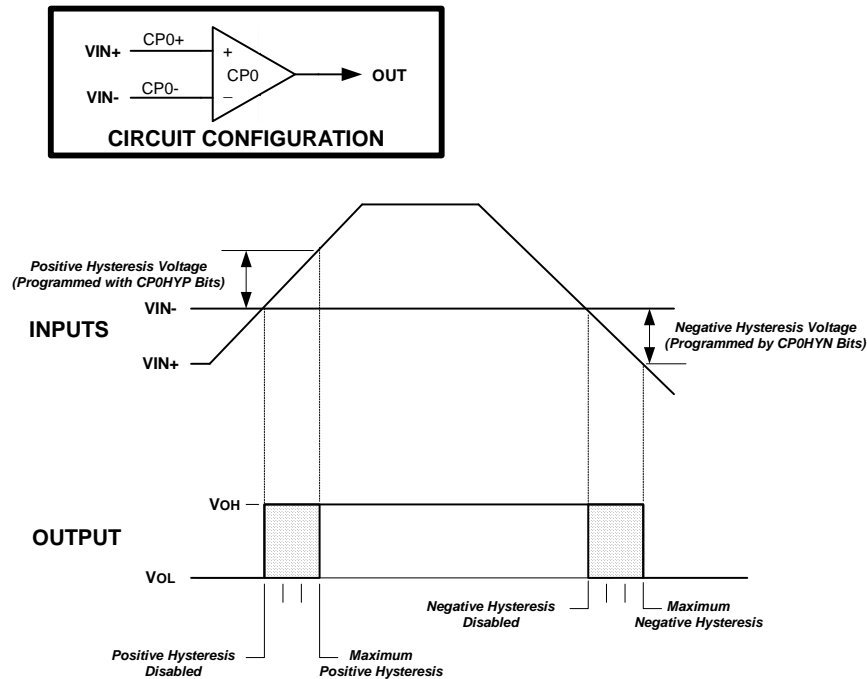 CP0+
VIN+
+
CP0
OUT
CP0-
VIN-
−
CIRCUIT CONFIGURATION
Positive Hysteresis Voltage
(Programmed with CP0HYP Bits)
VIN-
INPUTS
Negative Hysteresis Voltage
(Programmed by CP0HYN Bits)
VIN+
VOH
OUTPUT
VOL
Negative Hysteresis
Disabled
Maximum
Negative Hysteresis
Positive Hysteresis
Disabled
Maximum
Positive Hysteresis